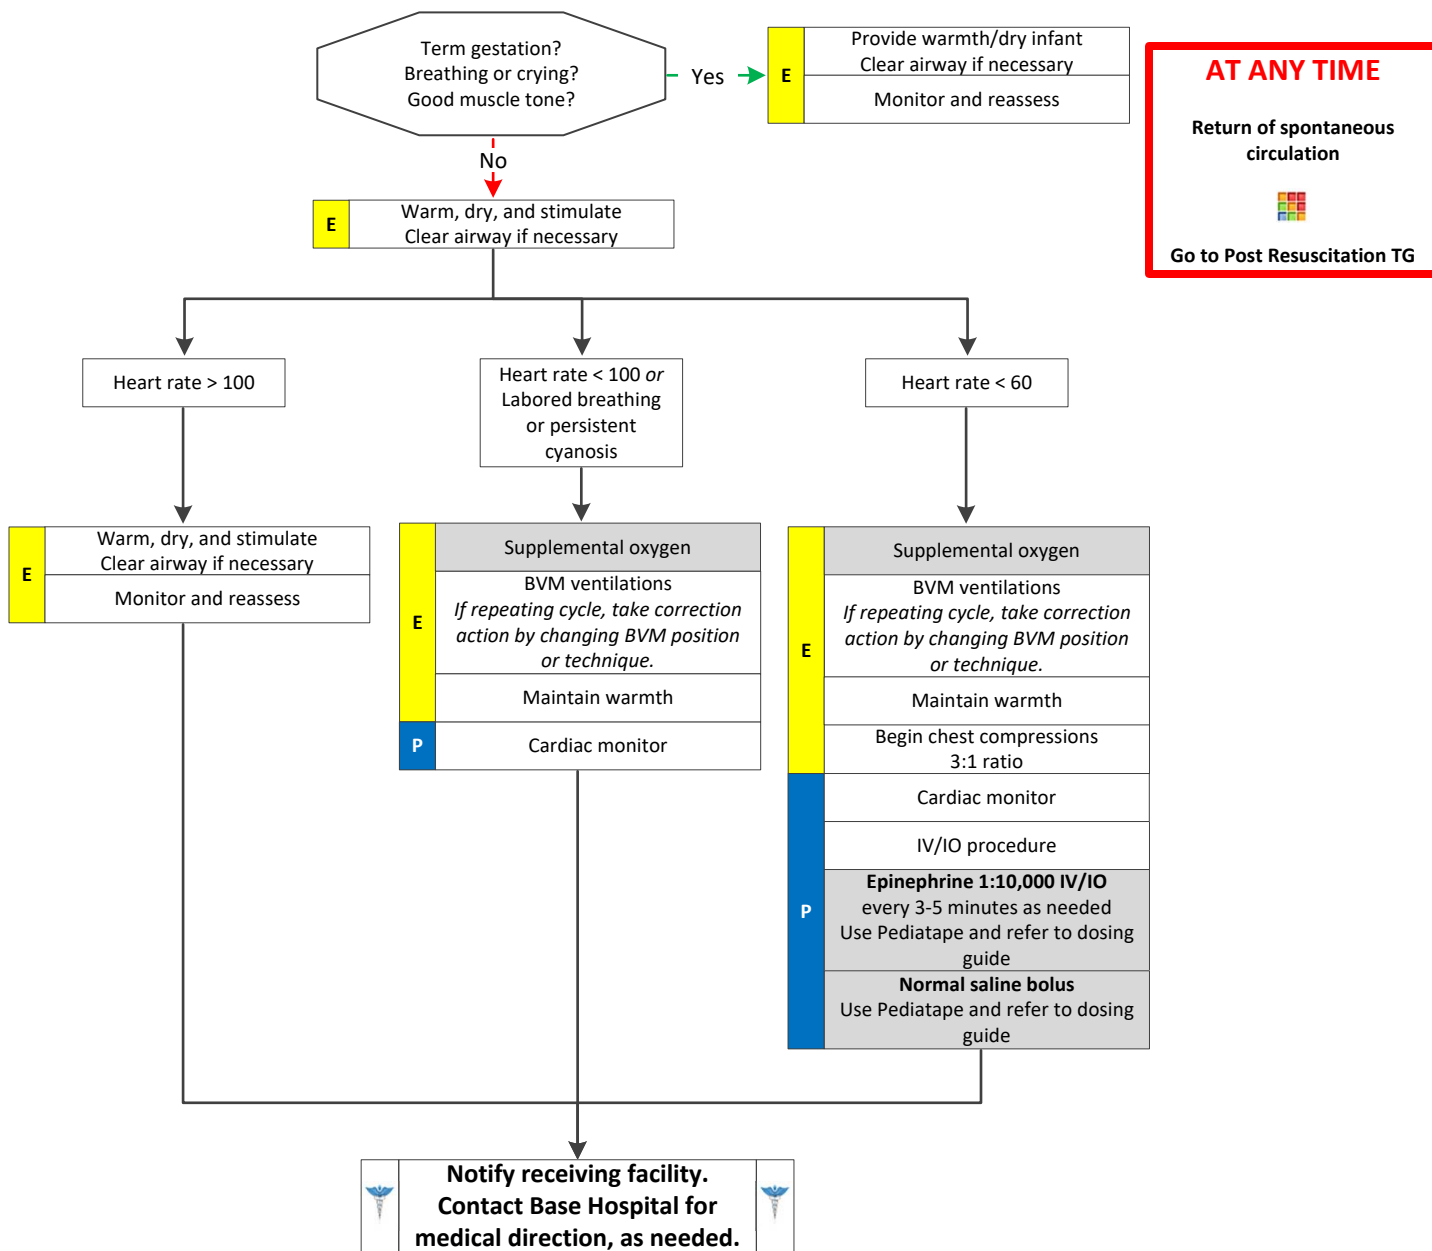 Term gestation?
Breathing or crying?
Good muscle tone?
Yes
E
Provide warmth/dry infant
Clear airway if necessary
Monitor and reassess
AT ANY TIME
Return of spontaneous
circulation
Go to Post Resuscitation TG
No
E
Warm, dry, and stimulate
Clear airway if necessary
Heart rate > 100
Heart rate < 100 or
Labored breathing
or persistent
cyanosis
Heart rate < 60
E
Warm, dry, and stimulate
Clear airway if necessary
Monitor and reassess
E
Supplemental oxygen
BVM ventilations
If repeating cycle, take correction
action by changing BVM position
or technique.
Maintain warmth
P
Cardiac monitor
E
Supplemental oxygen
BVM ventilations
If repeating cycle, take correction
action by changing BVM position
or technique.
Maintain warmth
Begin chest compressions
3:1 ratio
P
Cardiac monitor
IV/IO procedure
Epinephrine 1:10,000 IV/IO
every 3-5 minutes as needed
Use Pediatape and refer to dosing
guide
Normal saline bolus
Use Pediatape and refer to dosing
guide
Notify receiving facility.
Contact Base Hospital for
medical direction, as needed.